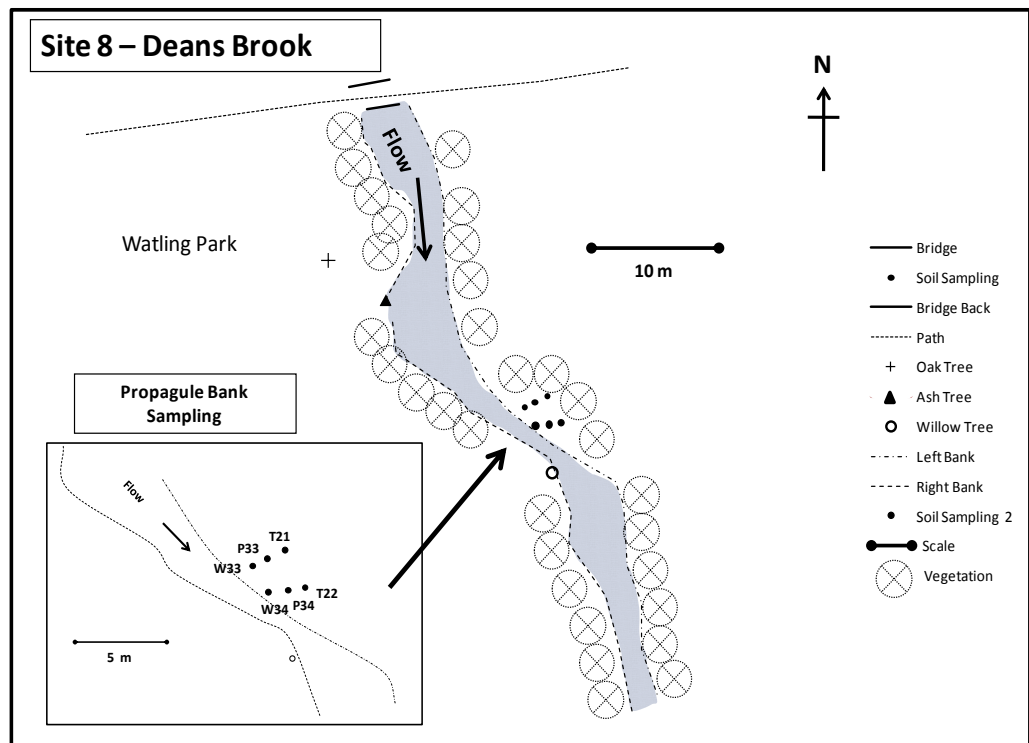 Site 8 – Deans Brook
N
Flow
Watling Park
10 m
Bridge
Soil Sampling
Bridge Back
Path
Oak Tree
Ash Tree
Willow Tree
Left Bank
Right Bank
Soil Sampling 2
Scale
Vegetation
Propagule Bank
Sampling
Flow
T21
P33
W33
T22
P34
W34
5 m